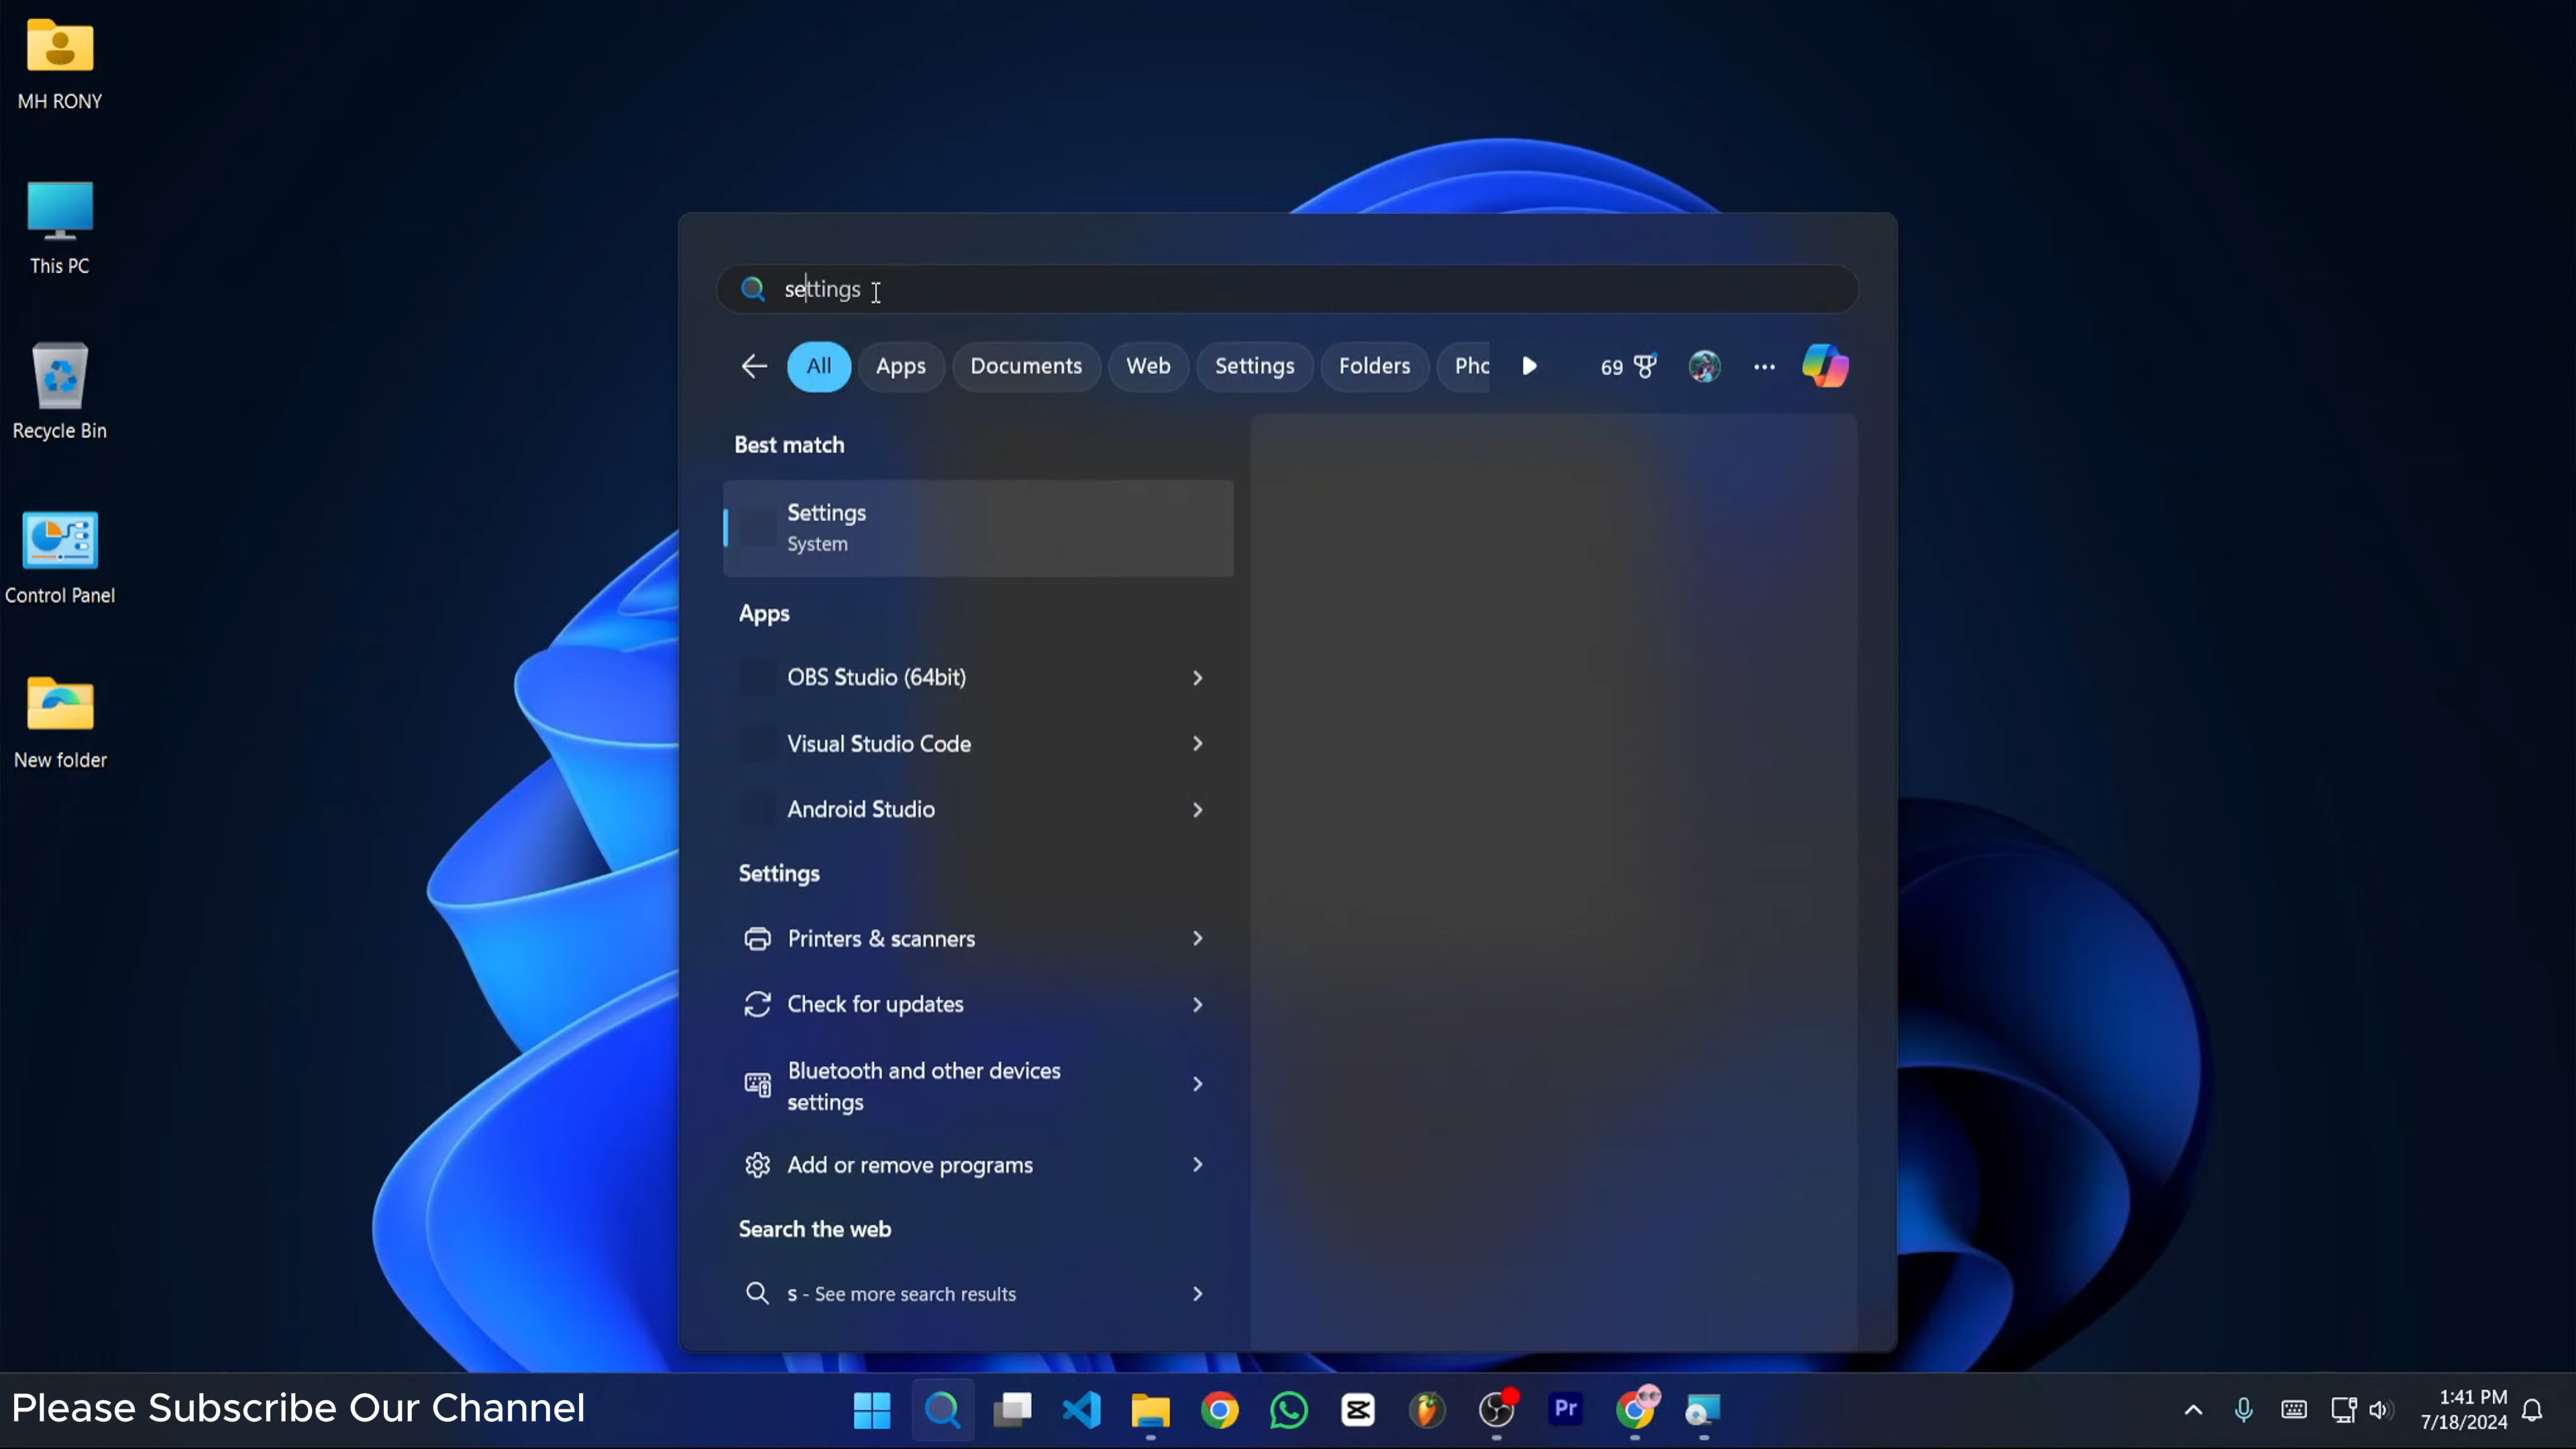 MH RONY
This PC
Recycle Bin
Control Panel
New folder
settings
All
Apps
Documents
Web
Settings
Folders
Pho
69
Best match
Settings
System
Apps
OBS Studio (64bit)
Visual Studio Code
Android Studio
Settings
Printers & scanners
Check for updates
Bluetooth and other devices
settings
Add or remove programs
Search the web
s - See more search results
Please Subscribe Our Channel
Pr
1:41 PM
7/18/2024